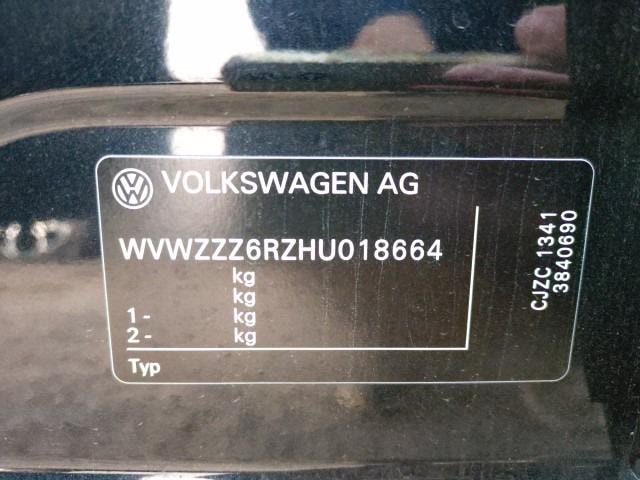 VOLKSWAGEN AG
WVWZZZ6RZHU018664
kg
kg
1 - kg
2 - kg
Typ
CJZC 1341
3840690